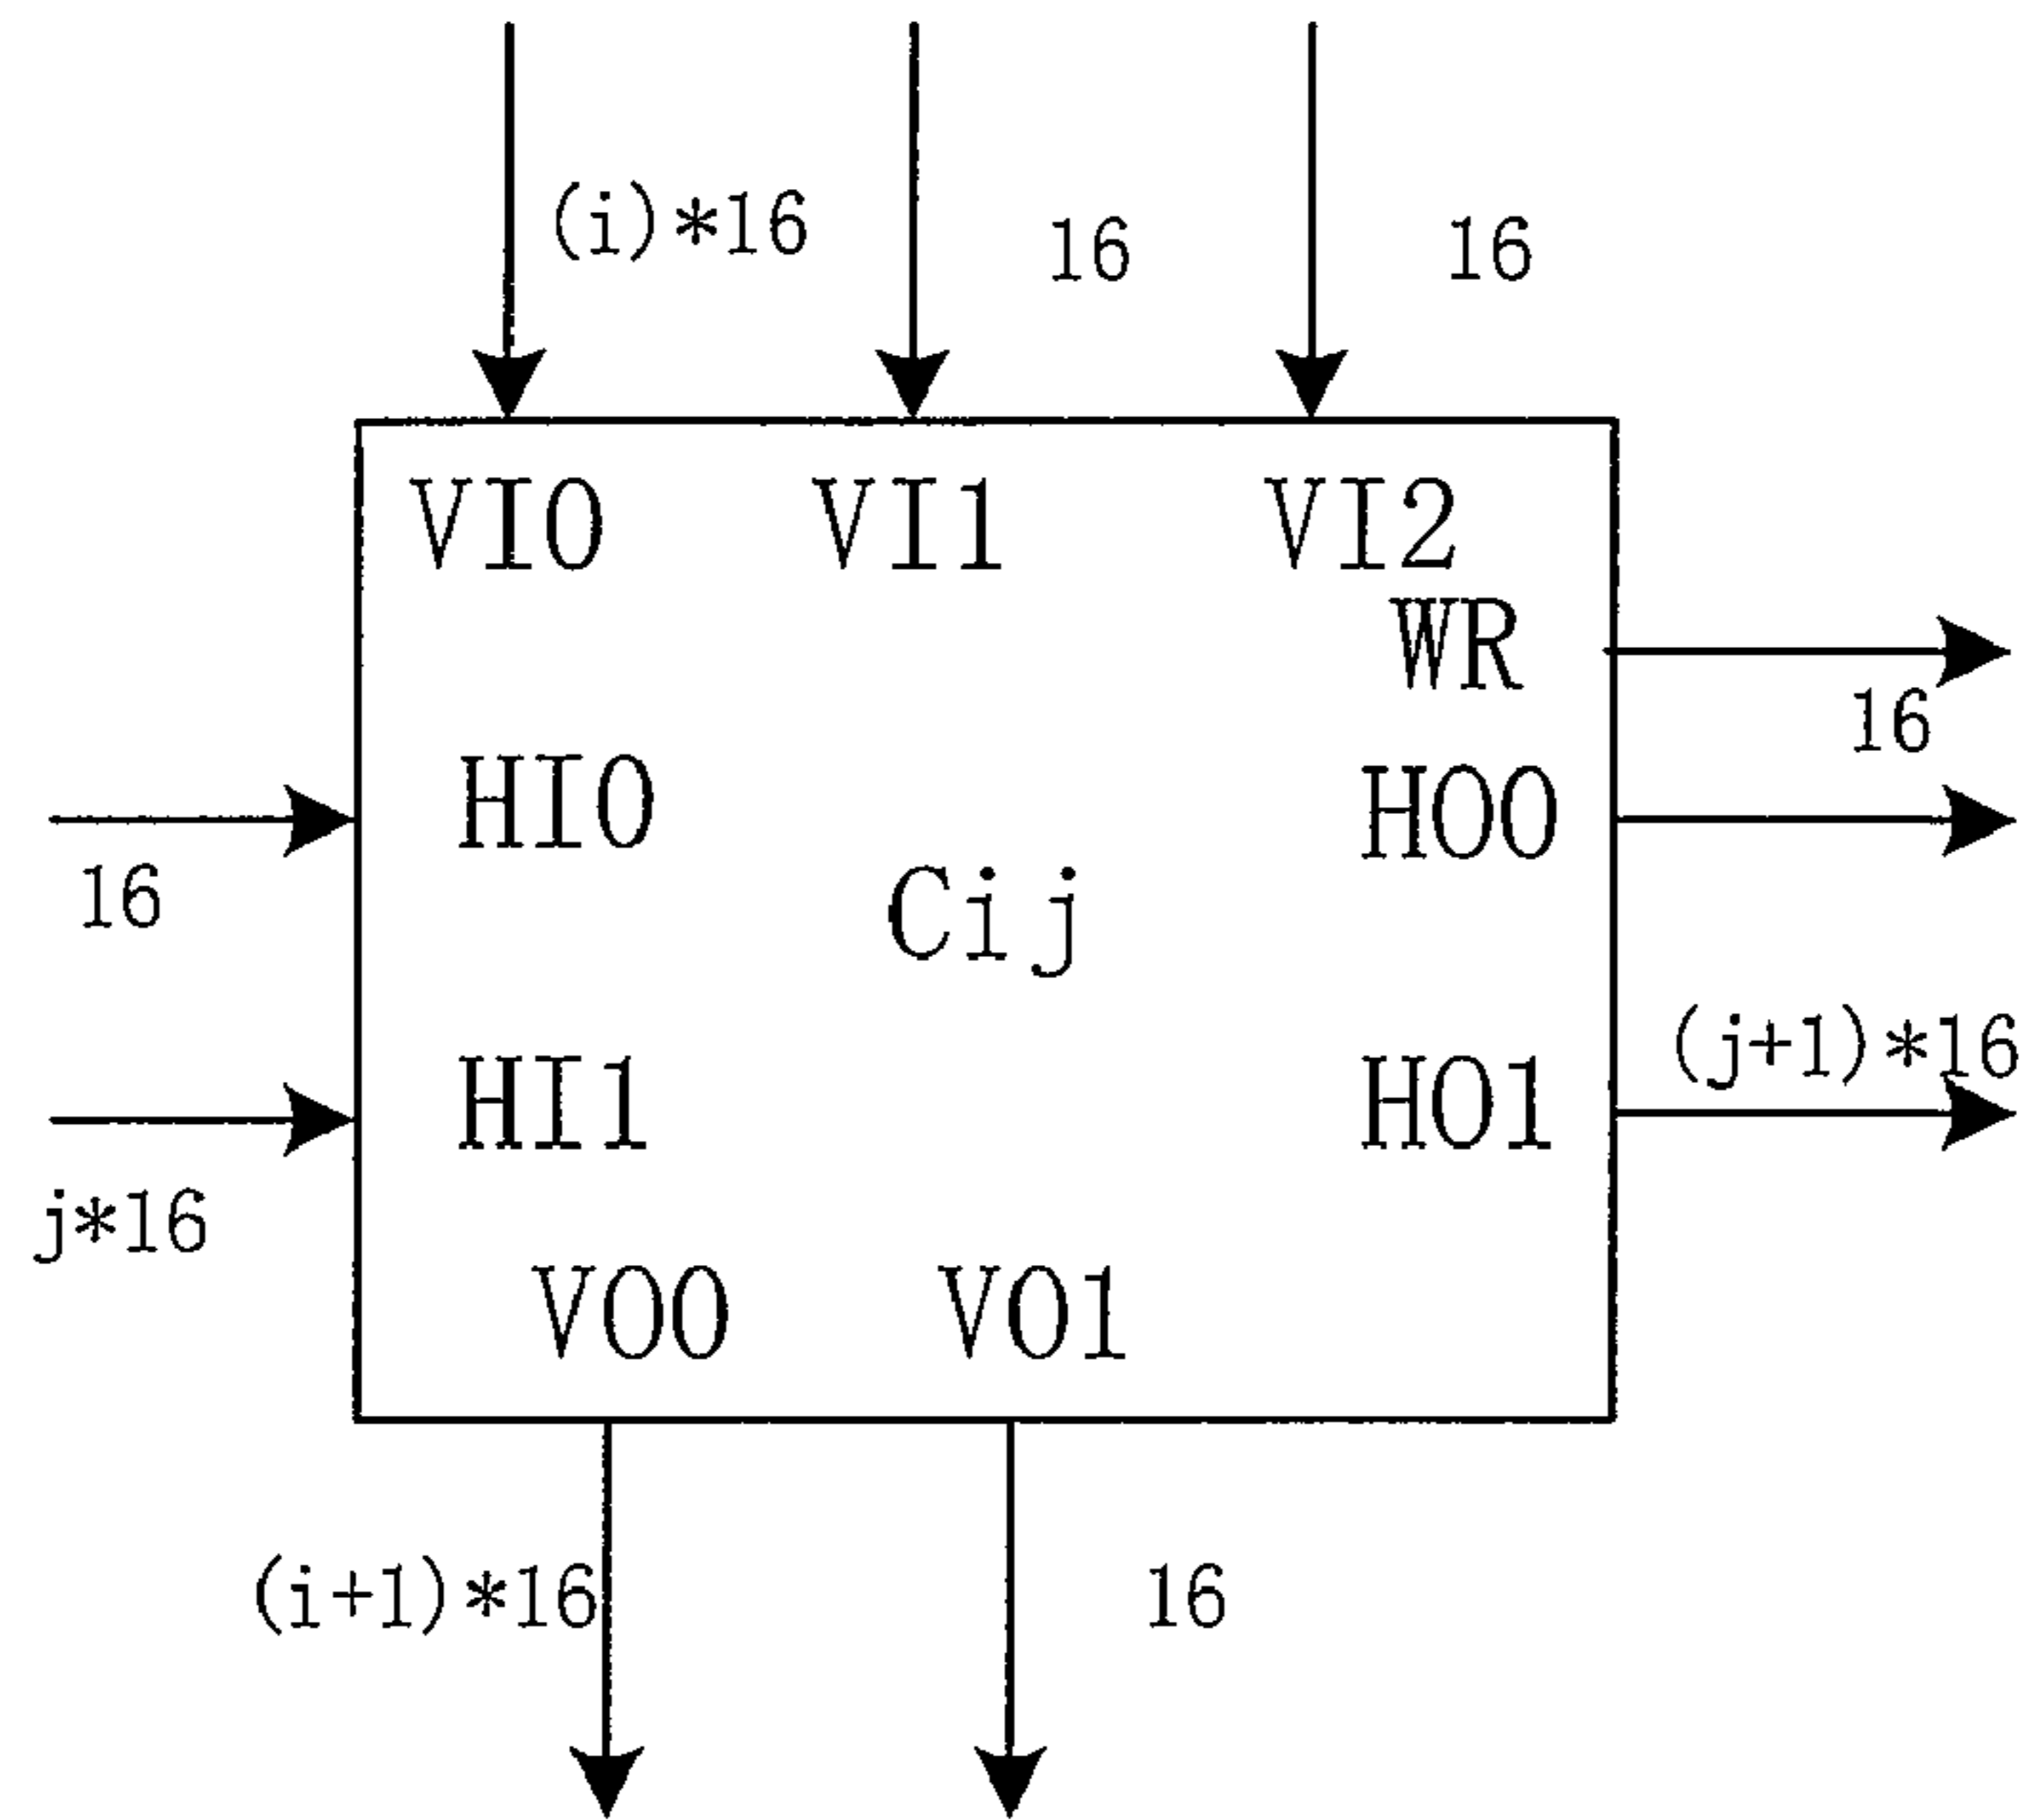 (i)*16
16
16
VI0
VI1
VI2
WR
16
HI0
HO0
16
Cij
(j+1)*16
HI1
HO1
j*16
VO0
VO1
(i+1)*16
16